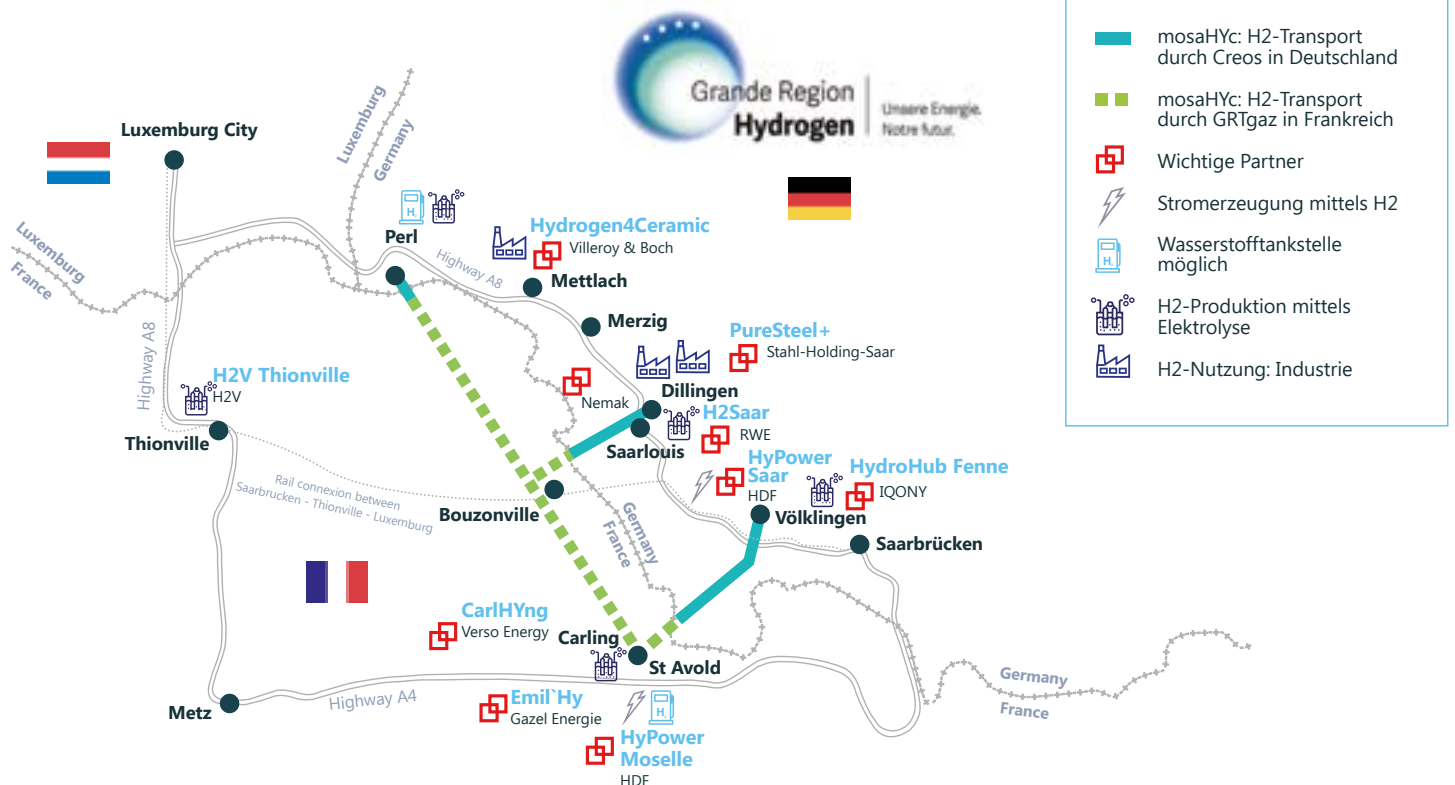 Grande Region
Hydrogen
Unsere Energie.
Notre futur.
mosaHYc: H2-Transport
durch Creos in Deutschland
mosaHYc: H2-Transport
durch GRTgaz in Frankreich
Wichtige Partner
Stromerzeugung mittels H2
Wasserstofftankstelle
möglich
H2-Produktion mittels
Elektrolyse
H2-Nutzung: Industrie
Luxemburg City
Luxemburg
Germany
Luxemburg
France
Perl
Highway A8
Hydrogen4Ceramic
Villeroy & Boch
Mettlach
Merzig
PureSteel+
Stahl-Holding-Saar
Nemak
Dillingen
Highway A8
H2V Thionville
H2V
Thionville
H2Saar
RWE
Saarlouis
HyPower
Saar
HDF
HydroHub Fenne
IQONY
Völklingen
Saarbrücken
Rail connexion between
Saarbrucken - Thionville - Luxemburg
Bouzonville
Germany
France
CarlHYng
Verso Energy
Carling
St Avold
Metz
Highway A4
Emil`Hy
Gazel Energie
HyPower
Moselle
HDF
Germany
France